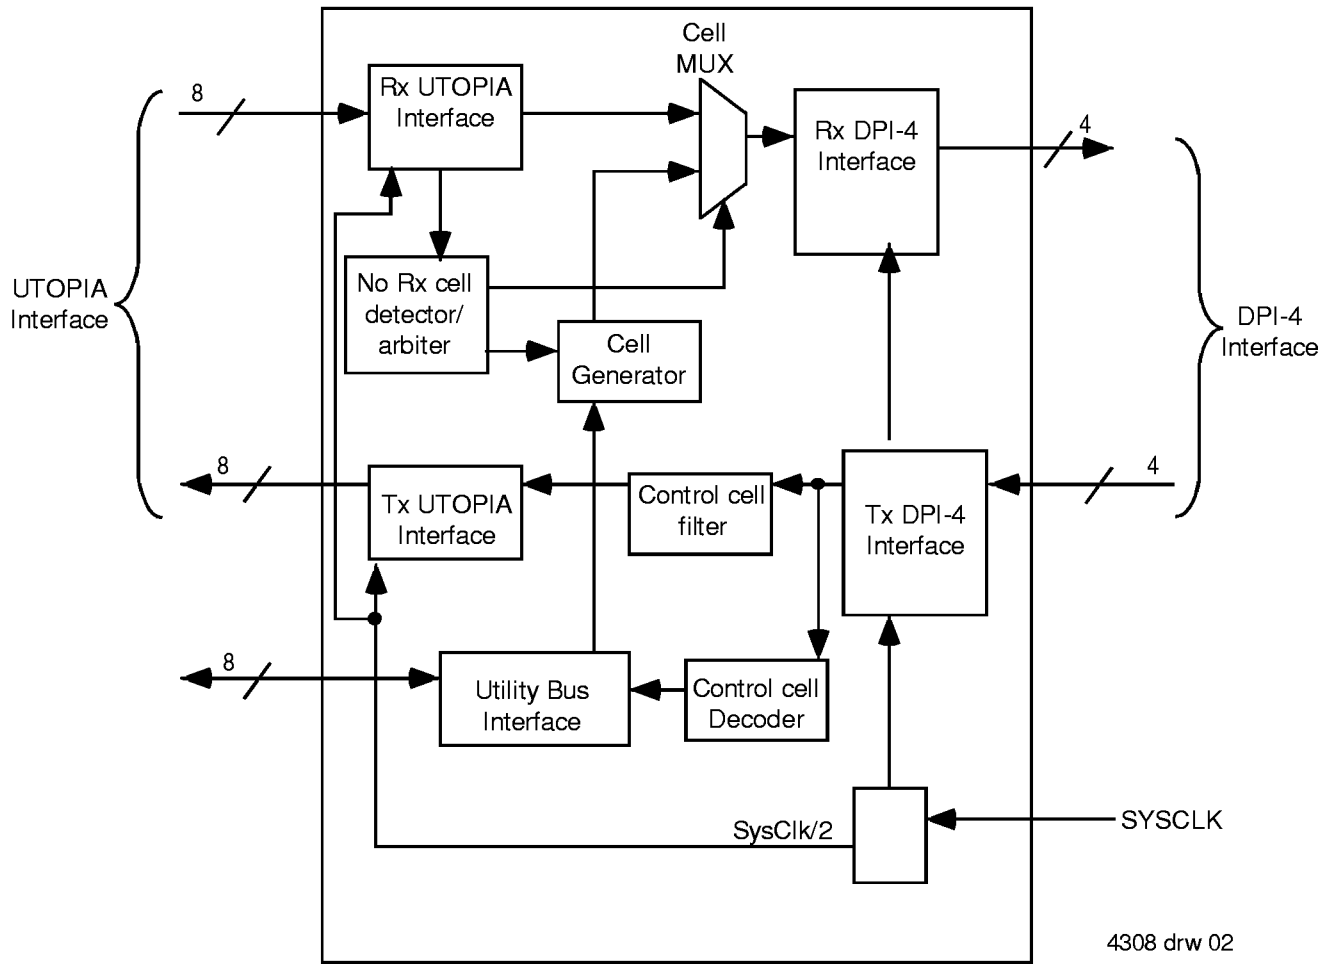 Cell
MUX
8
Rx UTOPIA
Interface
Rx DPI-4
Interface
4
UTOPIA
Interface
No Rx cell
detector/
arbiter
Cell
Generator
DPI-4
Interface
8
Tx UTOPIA
Interface
Control cell
filter
Tx DPI-4
Interface
4
8
Utility Bus
Interface
Control cell
Decoder
SysClk/2
SYSCLK
4308 drw 02